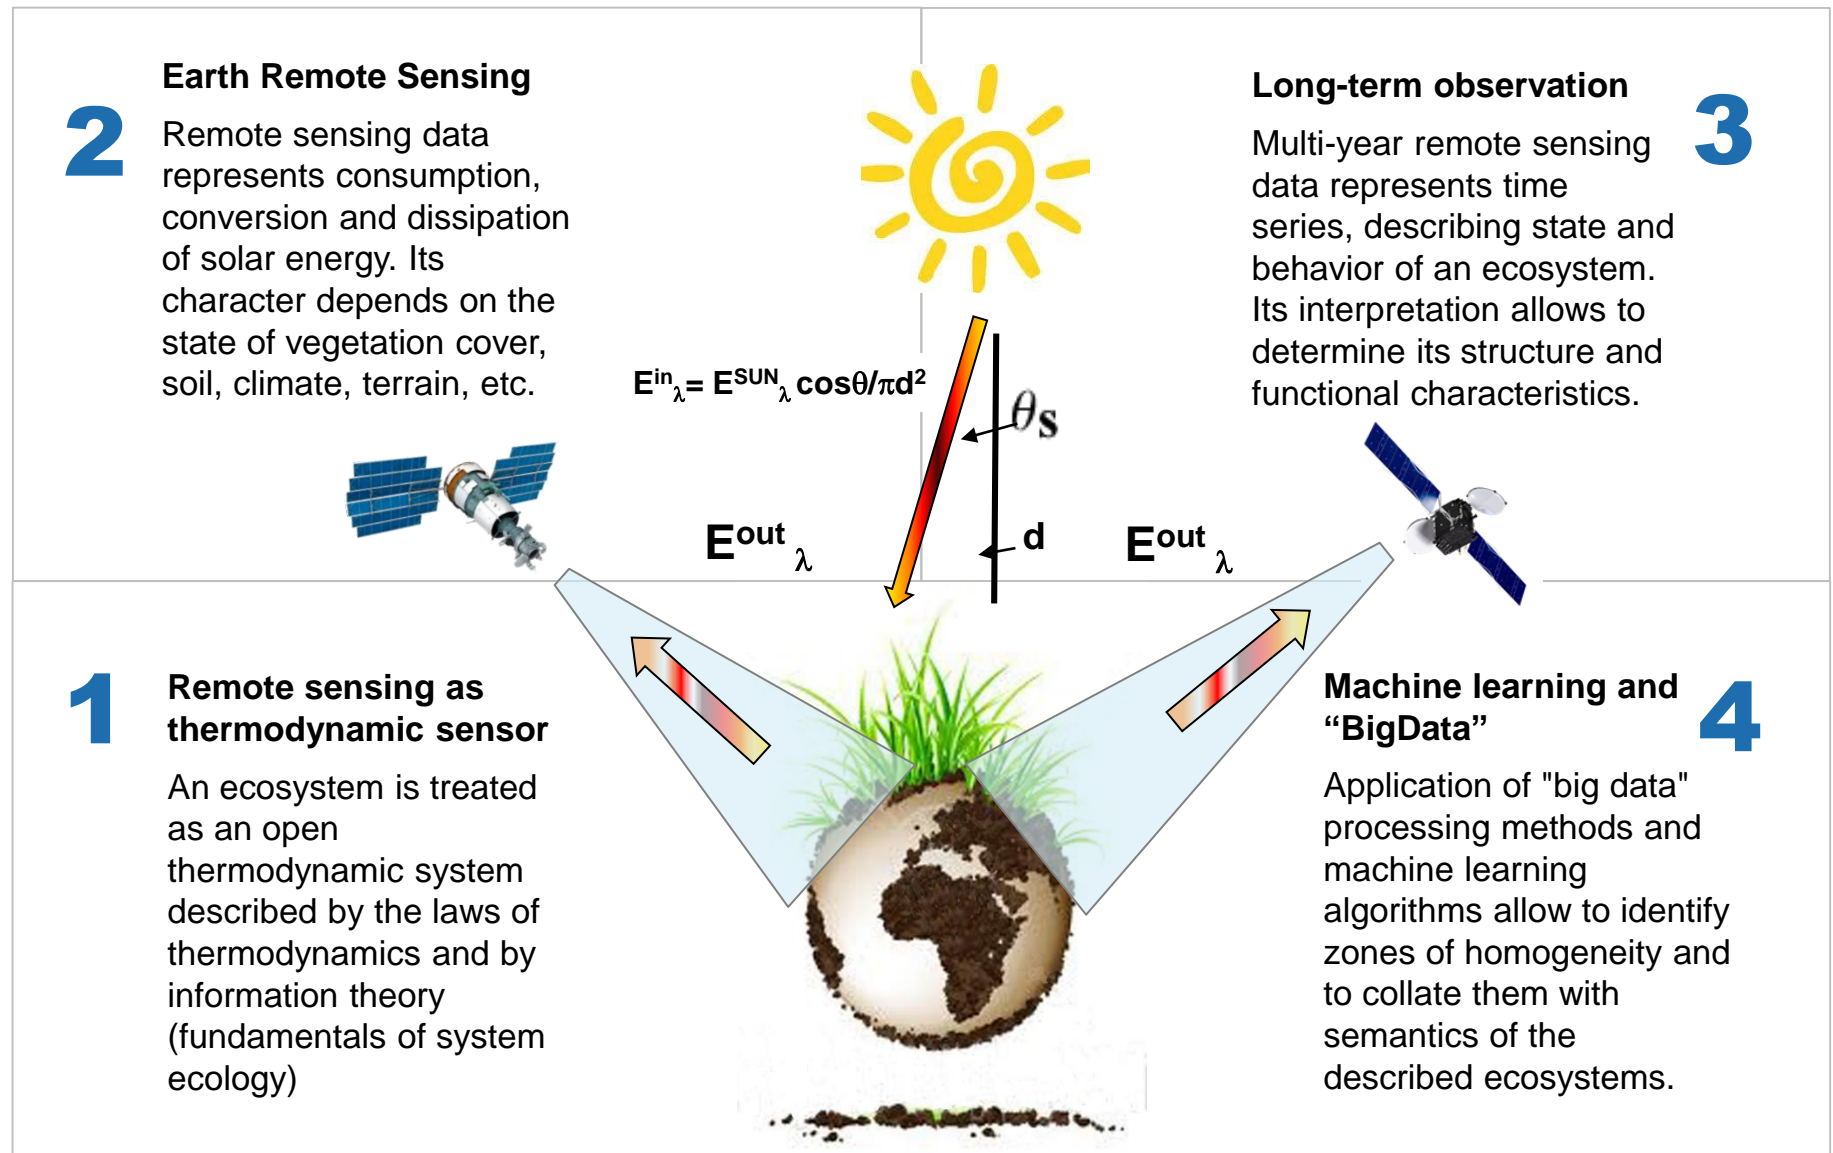 2
Earth Remote Sensing
Remote sensing data
represents consumption,
conversion and dissipation
of solar energy. Its
character depends on the
state of vegetation cover,
soil, climate, terrain, etc.
Long-term observation
3
Multi-year remote sensing
data represents time
series, describing state and
behavior of an ecosystem.
Its interpretation allows to
determine its structure and
functional characteristics.
E^in_λ= E^SUN_λ cosθ/πd²
θs
d
E^out_λ
E^out_λ
1
Remote sensing as
thermodynamic sensor
An ecosystem is treated
as an open
thermodynamic system
described by the laws of
thermodynamics and by
information theory
(fundamentals of system
ecology)
Machine learning and
“BigData”
4
Application of "big data"
processing methods and
machine learning
algorithms allow to identify
zones of homogeneity and
to collate them with
semantics of the
described ecosystems.